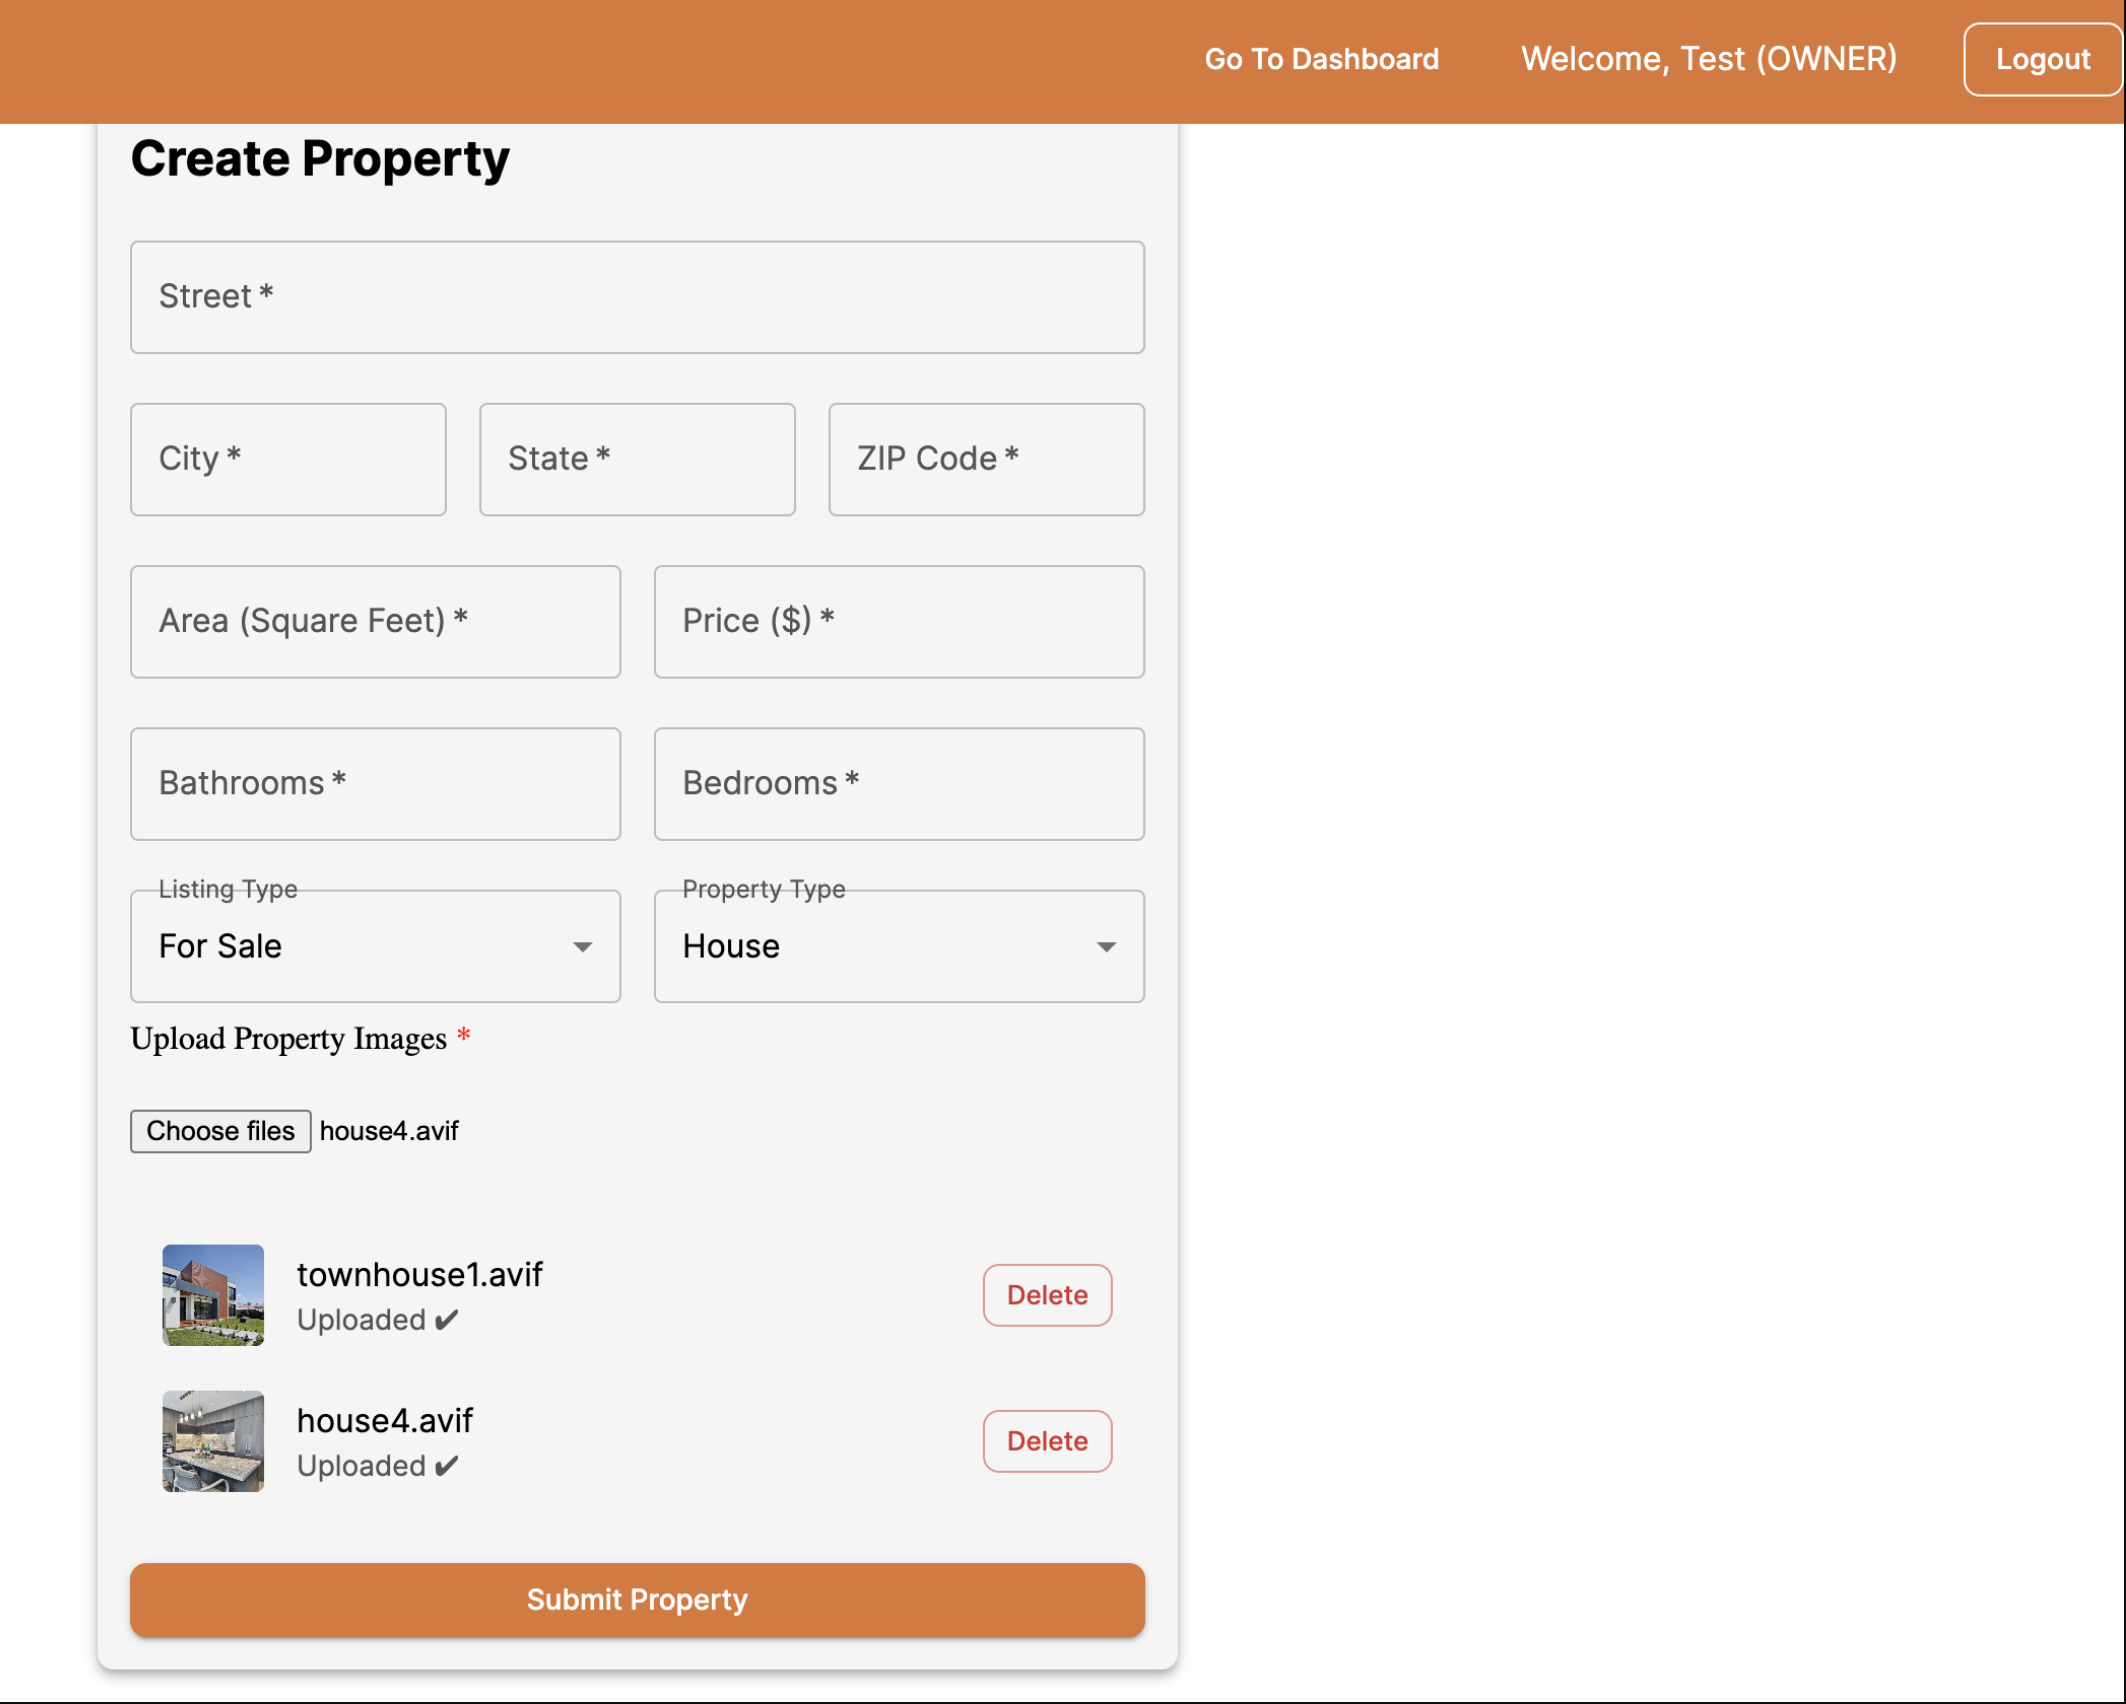 Go To Dashboard Welcome, Test (OWNER) Logout
Create Property
Street *
City * State * ZIP Code *
Area (Square Feet) * Price ($) *
Bathrooms * Bedrooms *
Listing Type Property Type
For Sale House
Upload Property Images *
Choose files house4.avif
townhouse1.avif
Uploaded ✔
Delete
house4.avif
Uploaded ✔
Delete
Submit Property